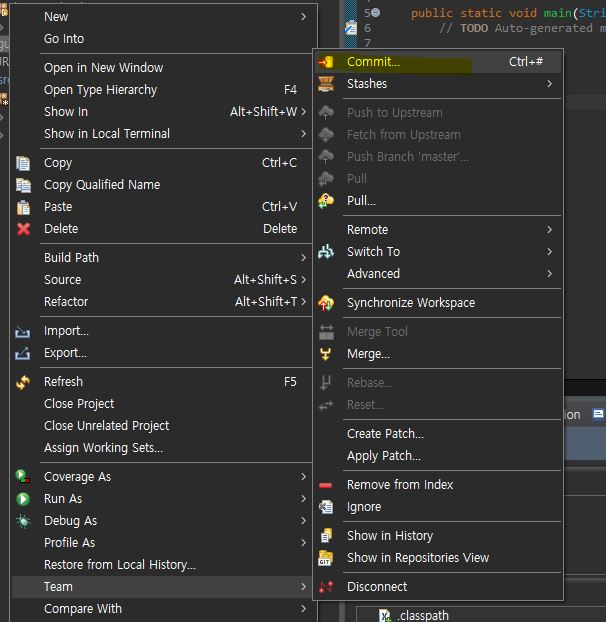 New >
Go Into
Open in New Window
Open Type Hierarchy F4
Show In Alt+Shift+W >
Show in Local Terminal >
Copy Ctrl+C
Copy Qualified Name
Paste Ctrl+V
Delete Delete
Build Path >
Source Alt+Shift+S >
Refactor Alt+Shift+T >
Import...
Export...
Refresh F5
Close Project
Close Unrelated Project
Assign Working Sets...
Coverage As >
Run As >
Debug As >
Profile As >
Restore from Local History...
Team >
Compare With >
5 public static void main(Stri
6 // TODO Auto-generated m
7
Commit... Ctrl+#
Stashes >
Push to Upstream
Fetch from Upstream
Push Branch 'master'...
Pull
Pull...
Remote >
Switch To >
Advanced >
Synchronize Workspace
Merge Tool
Merge...
Rebase...
Reset...
Create Patch...
Apply Patch...
Remove from Index
Ignore
Show in History
GIT Show in Repositories View
Disconnect
ion
.classpath